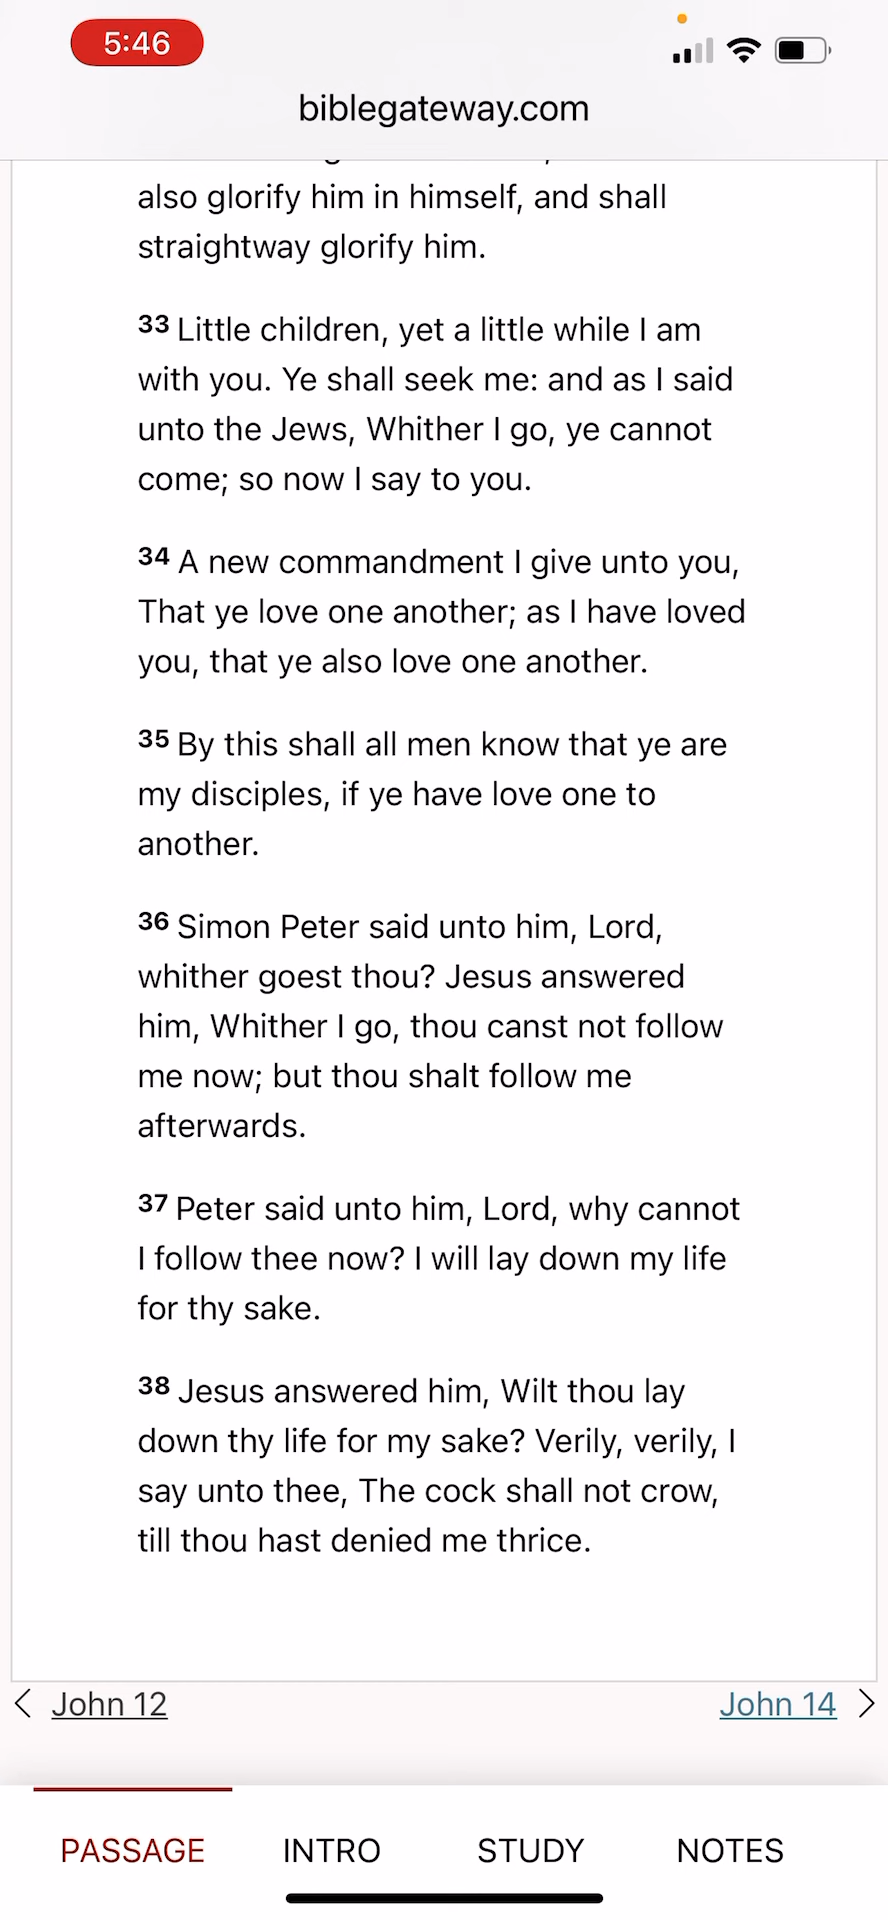 5:46
biblegateway.com
also glorify him in himself, and shall
straightway glorify him.
33 Little children, yet a little while I am
with you. Ye shall seek me: and as I said
unto the Jews, Whither I go, ye cannot
come; so now I say to you.
34 A new commandment I give unto you,
That ye love one another; as I have loved
you, that ye also love one another.
35 By this shall all men know that ye are
my disciples, if ye have love one to
another.
36 Simon Peter said unto him, Lord,
whither goest thou? Jesus answered
him, Whither I go, thou canst not follow
me now; but thou shalt follow me
afterwards.
37 Peter said unto him, Lord, why cannot
I follow thee now? I will lay down my life
for thy sake.
38 Jesus answered him, Wilt thou lay
down thy life for my sake? Verily, verily, I
say unto thee, The cock shall not crow,
till thou hast denied me thrice.
John 12 John 14
PASSAGE INTRO STUDY NOTES